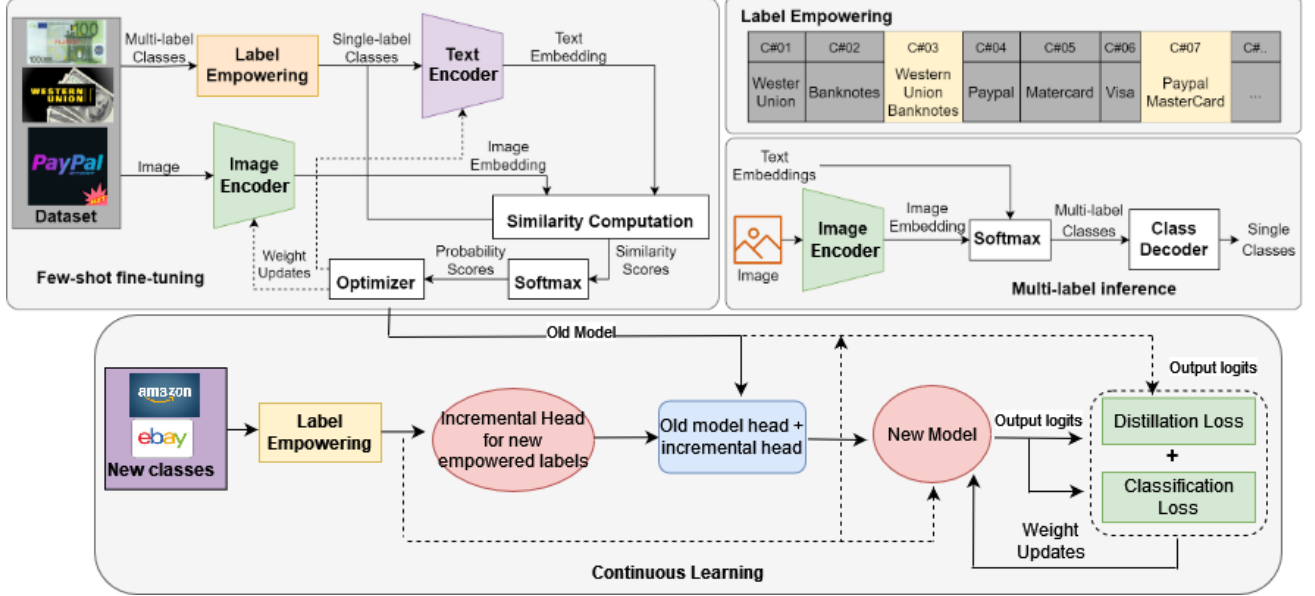 100
WESTERN
UNION
PayPal
Dataset
Multi-label
Classes
Label
Empowering
Single-label
Classes
Text
Encoder
Text
Embedding
Image
Image
Encoder
Image
Embedding
Similarity Computation
Weight
Updates
Optimizer
Probability
Scores
Softmax
Similarity
Scores
Few-shot fine-tuning
Label Empowering
C#01 C#02 C#03 C#04 C#05 C#06 C#07 C#..
Wester
Union
Banknotes
Western
Union
Banknotes
Paypal
Matercard
Visa
Paypal
MasterCard
...
Text
Embeddings
Image
Image
Encoder
Image
Embedding
Softmax
Multi-label
Classes
Class
Decoder
Single
Classes
Multi-label inference
Old Model
Output logits
amazon
ebay
New classes
Label
Empowering
Incremental Head
for new
empowered labels
Old model head +
incremental head
New Model
Output logits
Distillation Loss
+
Classification
Loss
Weight
Updates
Continuous Learning